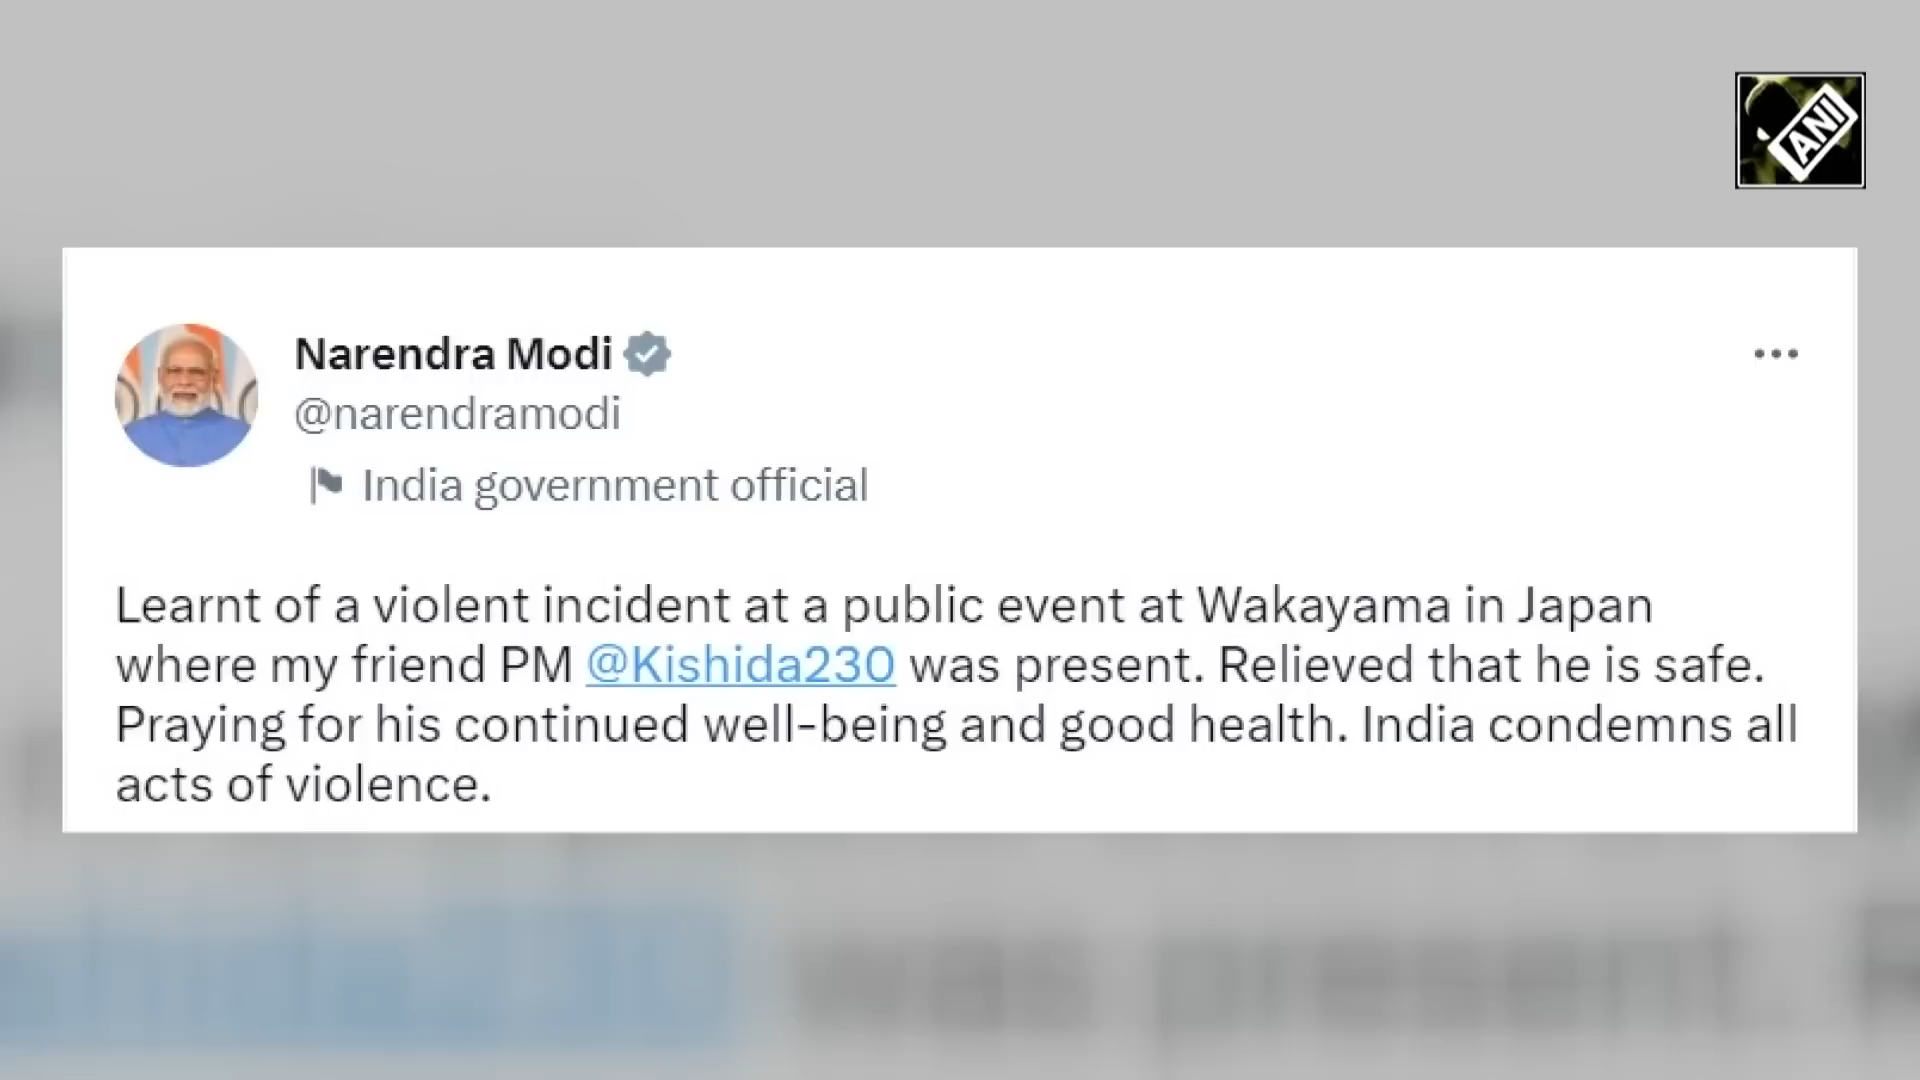 ANI
Narendra Modi
@narendramodi
India government official
Learnt of a violent incident at a public event at Wakayama in Japan
where my friend PM @Kishida230 was present. Relieved that he is safe.
Praying for his continued well-being and good health. India condemns all
acts of violence.
was present.